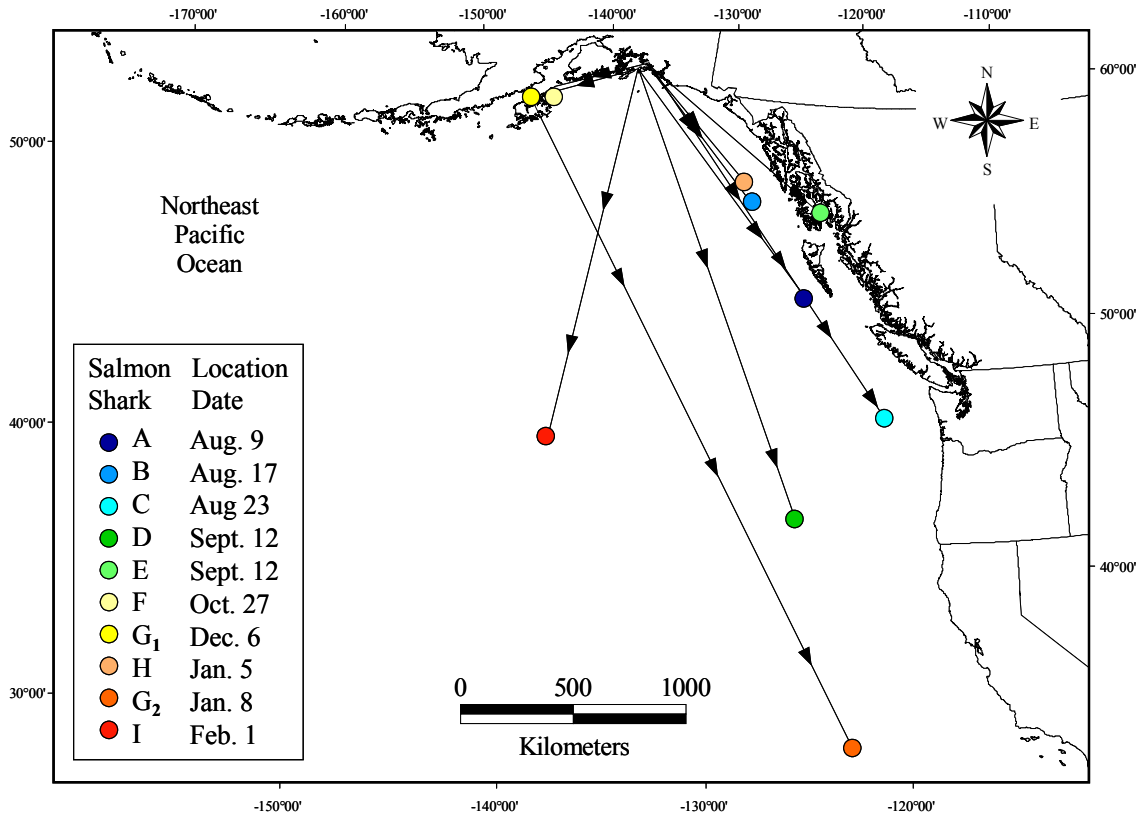 -170°00' -160°00' -150°00' -140°00' -130°00' -120°00' -110°00'
60°00'
N
W E
S
50°00'
Northeast
Pacific
Ocean
50°00'
Salmon Location
Shark Date
A Aug. 9
B Aug. 17
C Aug 23
D Sept. 12
E Sept. 12
F Oct. 27
G1 Dec. 6
H Jan. 5
G2 Jan. 8
I Feb. 1
40°00'
40°00'
30°00'
0 500 1000
Kilometers
-150°00' -140°00' -130°00' -120°00'